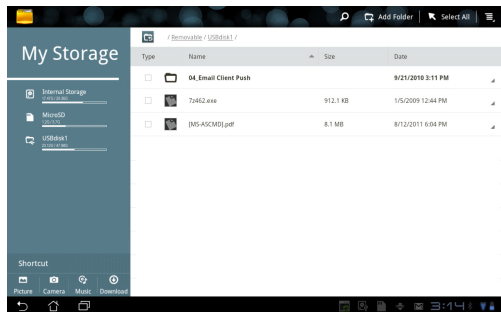 Add Folder
Select All
My Storage
/ Removable / USBdisk1 /
Type Name Size Date
04_Email Client Push 9/21/2010 3:11 PM
7z462.exe 912.1 KB 1/5/2009 12:44 PM
[MS-ASCMD].pdf 8.1 MB 8/12/2011 6:04 PM
Internal Storage
MicroSD
USBdisk1
Shortcut
Picture Camera Music Download
3:14